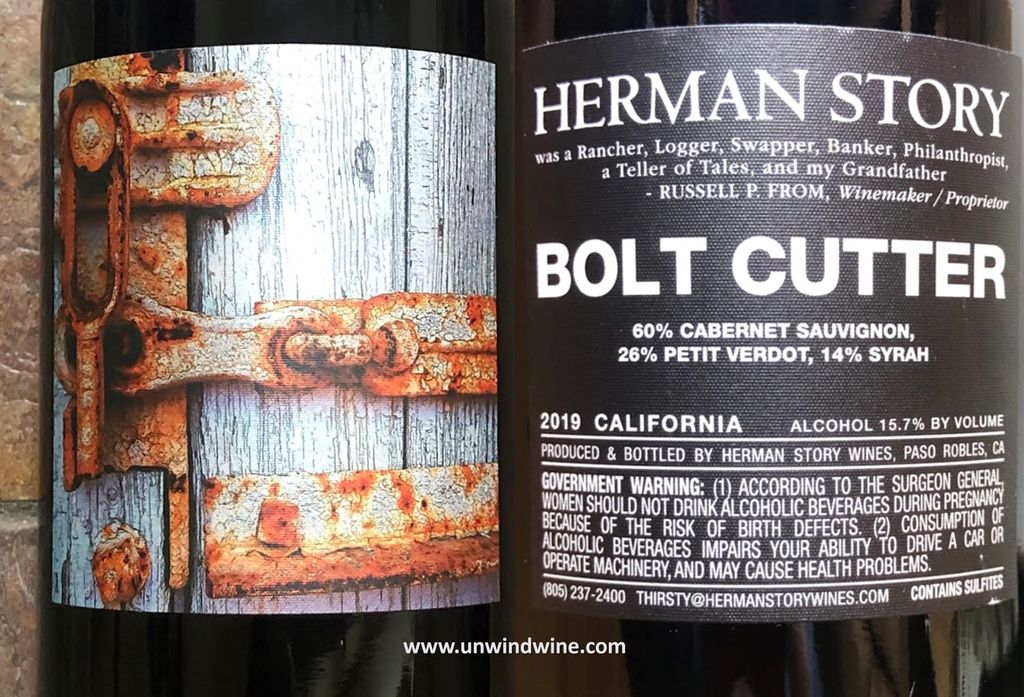 HERMAN STORY
was a Rancher, Logger, Swapper, Banker, Philanthropist,
a Teller of Tales, and my Grandfather
- RUSSELL P. FROM, Winemaker / Proprietor
BOLT CUTTER
60% CABERNET SAUVIGNON,
26% PETIT VERDOT, 14% SYRAH
2019 CALIFORNIA ALCOHOL 15.7% BY VOLUME
PRODUCED & BOTTLED BY HERMAN STORY WINES, PASO ROBLES, CA
GOVERNMENT WARNING: (1) ACCORDING TO THE SURGEON GENERAL,
WOMEN SHOULD NOT DRINK ALCOHOLIC BEVERAGES DURING PREGNANCY
BECAUSE OF THE RISK OF BIRTH DEFECTS. (2) CONSUMPTION OF
ALCOHOLIC BEVERAGES IMPAIRS YOUR ABILITY TO DRIVE A CAR OR
OPERATE MACHINERY, AND MAY CAUSE HEALTH PROBLEMS.
(805) 237-2400 THIRSTY@HERMANSTORYWINES.COM CONTAINS SULFITES
www.unwindwine.com